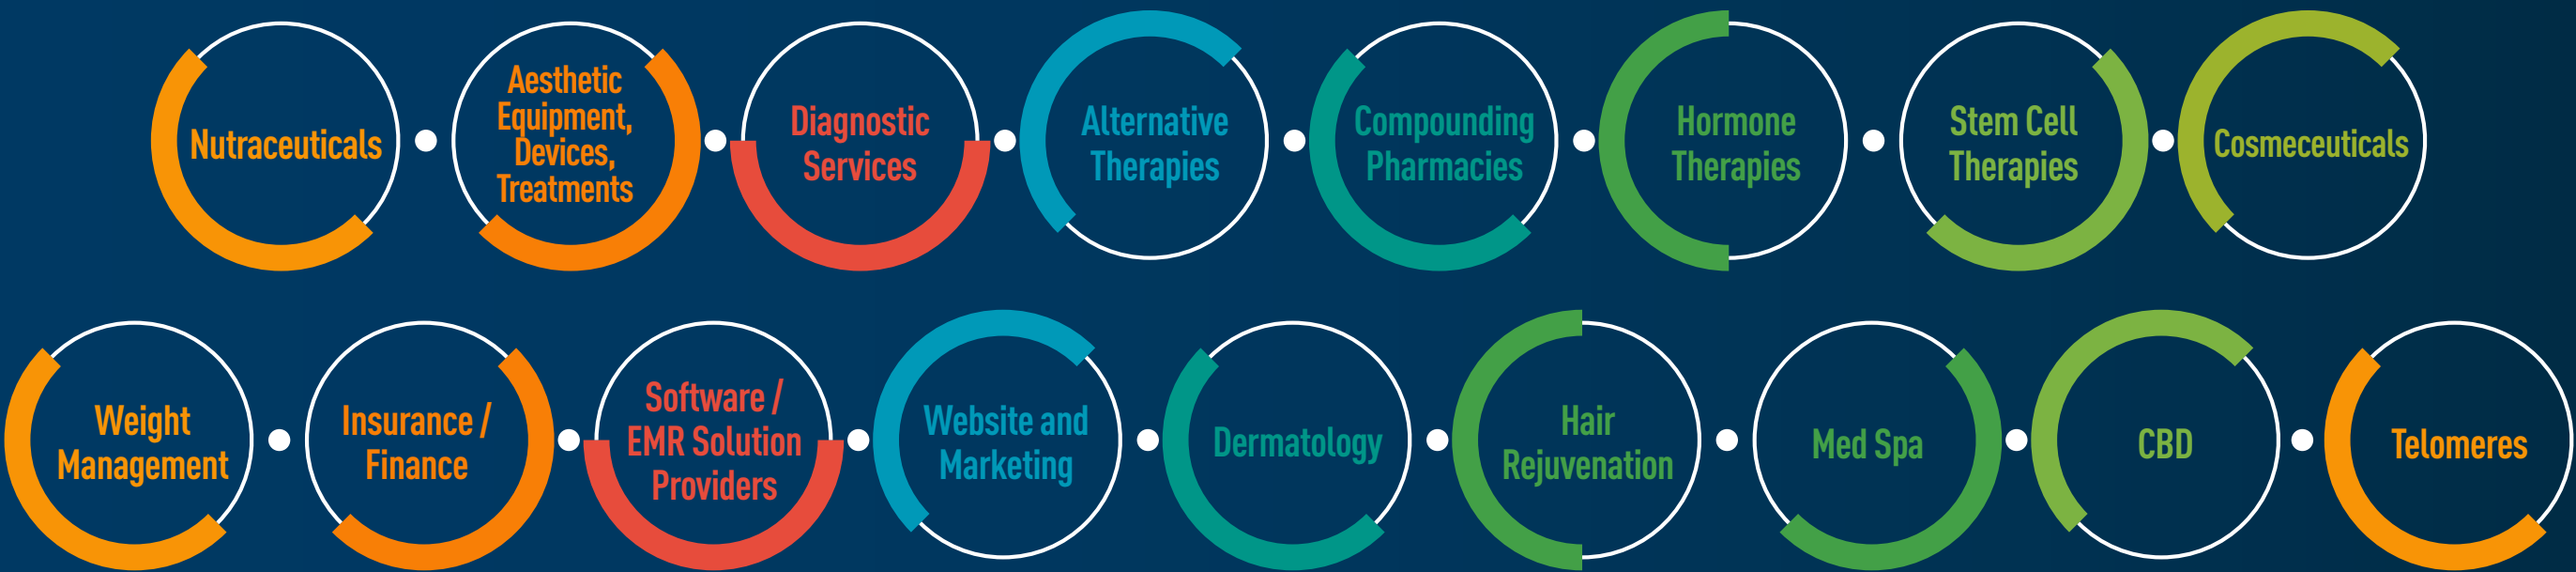 Nutraceuticals
Aesthetic
Equipment,
Devices,
Treatments
Diagnostic
Services
Alternative
Therapies
Compounding
Pharmacies
Hormone
Therapies
Stem Cell
Therapies
Cosmeceuticals
Weight
Management
Insurance /
Finance
Software /
EMR Solution
Providers
Website and
Marketing
Dermatology
Hair
Rejuvenation
Med Spa
CBD
Telomeres